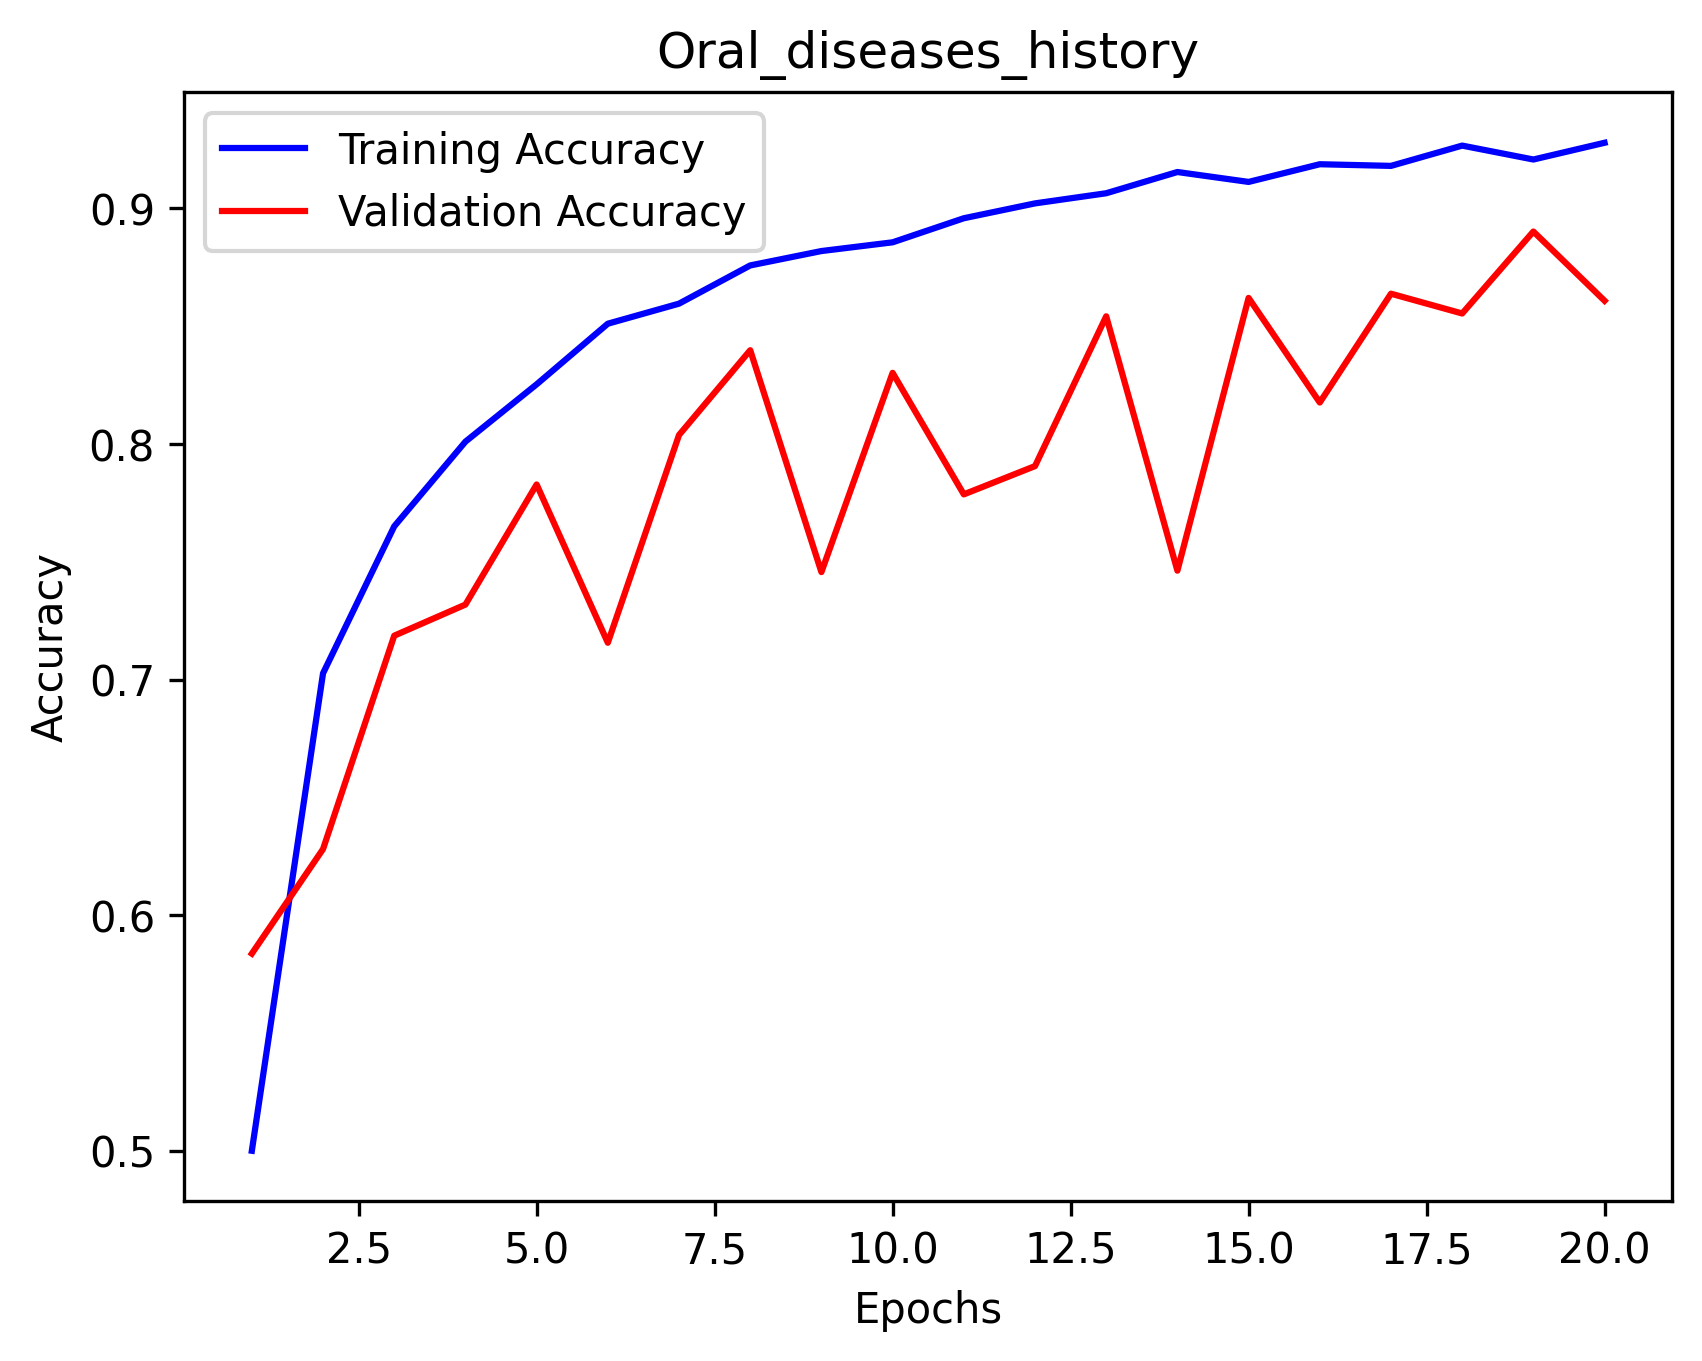 Oral_diseases_history
Training Accuracy
Validation Accuracy
Accuracy
0.9
0.8
0.7
0.6
0.5
2.5 5.0 7.5 10.0 12.5 15.0 17.5 20.0
Epochs